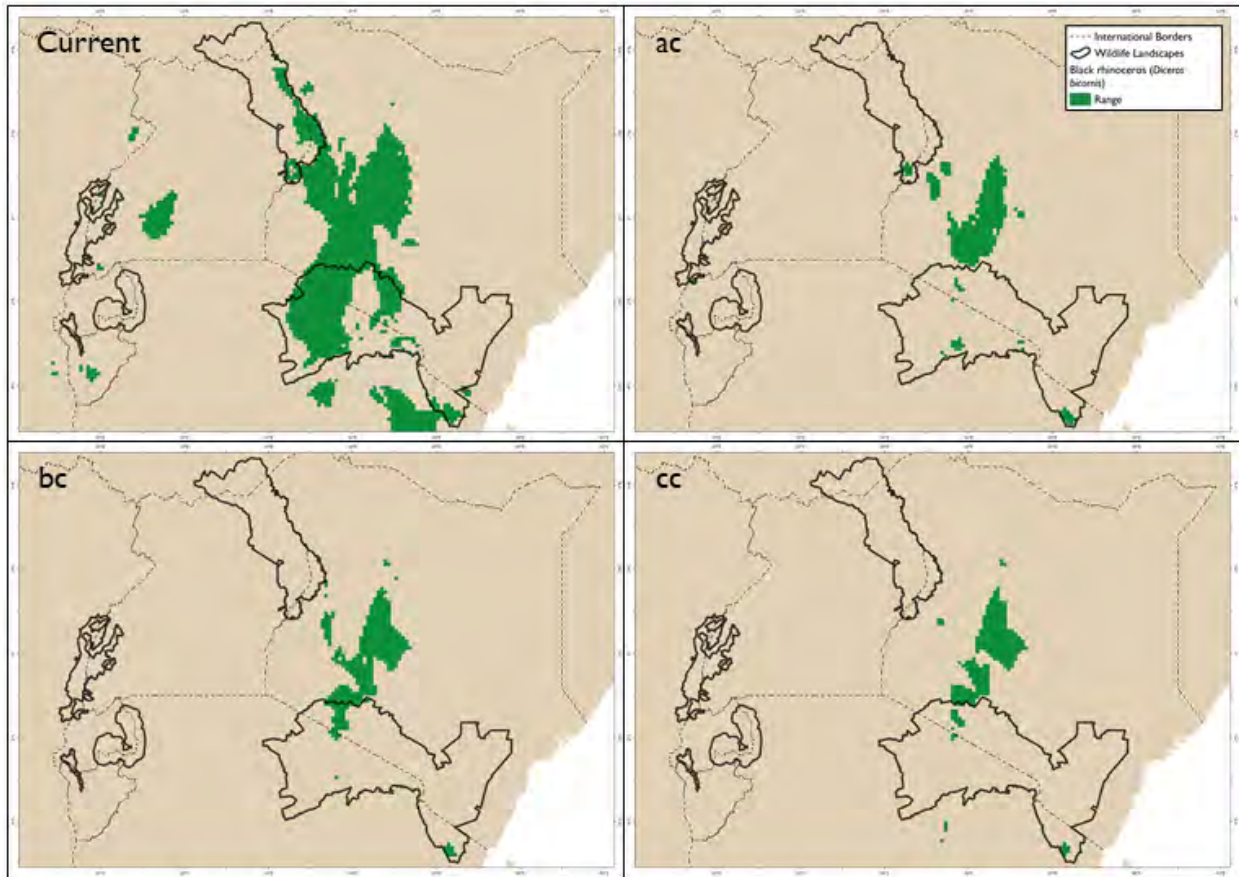 Current
ac
International Borders
Wildlife Landscapes
Black rhinoceros (Diceros
bicornis)
Range
bc
cc